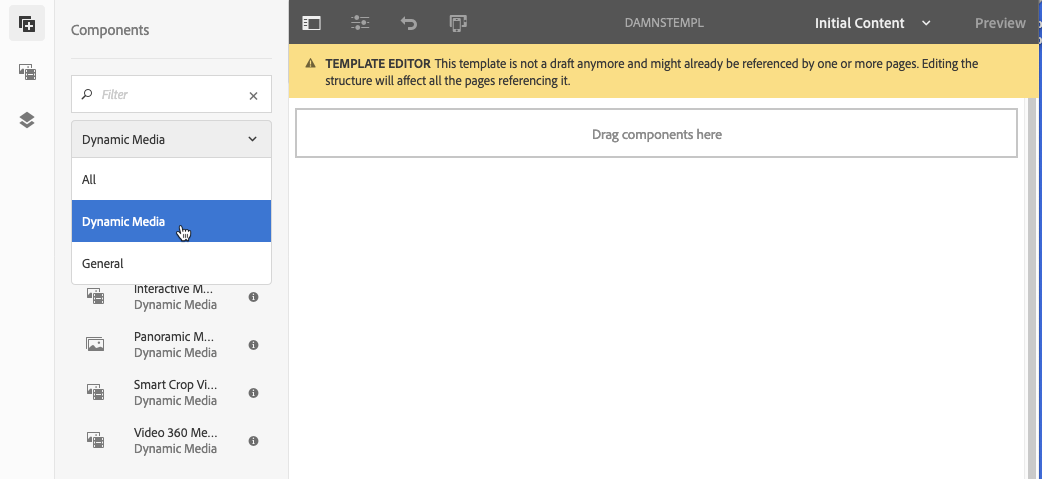 Components
Filter
Dynamic Media
All
Dynamic Media
General
Interactive M...
Dynamic Media
Panoramic M...
Dynamic Media
Smart Crop Vi...
Dynamic Media
Video 360 Me...
Dynamic Media
DAMNSTEMPL
Initial Content
Preview
TEMPLATE EDITOR This template is not a draft anymore and might already be referenced by one or more pages. Editing the
structure will affect all the pages referencing it.
Drag components here